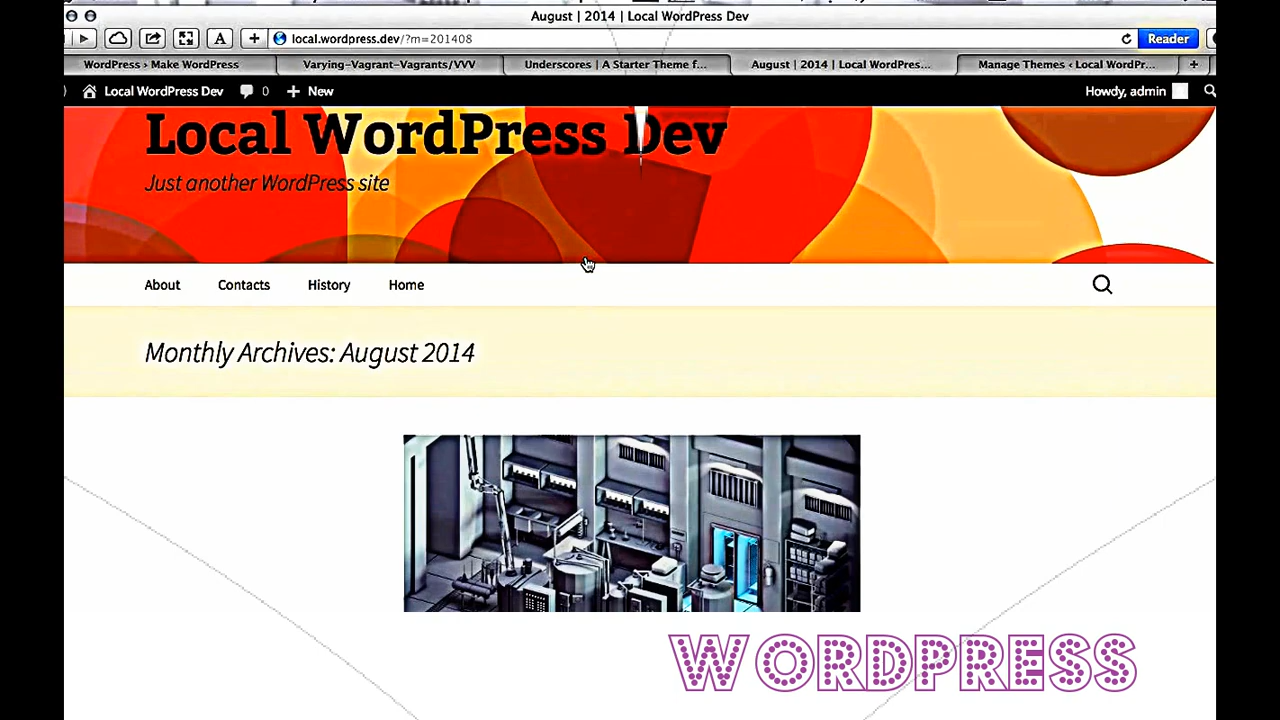 August | 2014 | Local WordPress Dev
A local.wordpress.dev/?m=201408 Reader
WordPress › Make WordPress Varying-Vagrant-Vagrants/VVV Underscores | A Starter Theme f... August | 2014 | Local WordPres... Manage Themes ‹ Local WordPr...
Local WordPress Dev 0 New Howdy, admin
Local WordPress Dev
Just another WordPress site
About Contacts History Home
Monthly Archives: August 2014
WORDPRESS